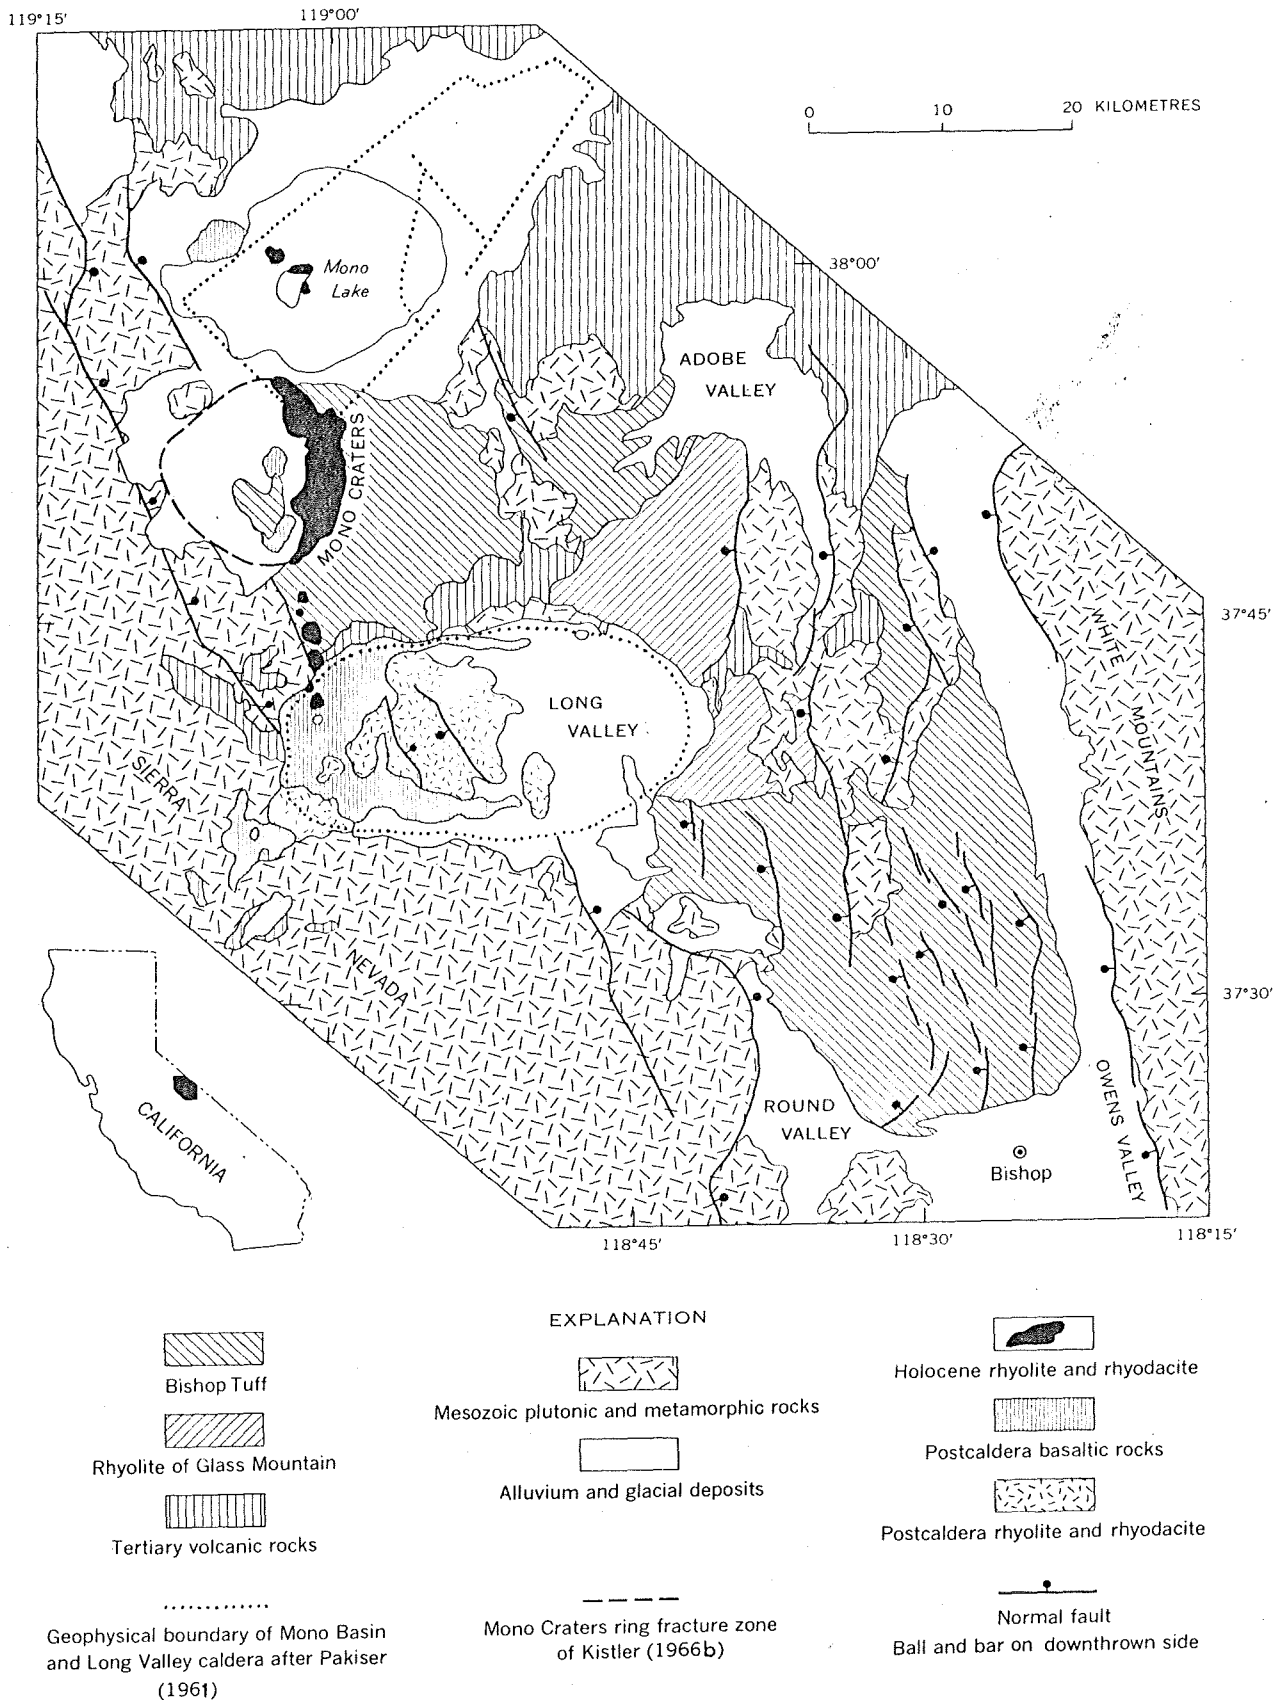 119°15′
119°00′
0 10 20 KILOMETRES
Mono
Lake
38°00′
ADOBE
VALLEY
MONO CRATERS
37°45′
WHITE
MOUNTAINS
LONG
VALLEY
SIERRA
NEVADA
37°30′
CALIFORNIA
ROUND
VALLEY
OWENS VALLEY
Bishop
118°45′
118°30′
118°15′
EXPLANATION
Bishop Tuff
Rhyolite of Glass Mountain
Tertiary volcanic rocks
Geophysical boundary of Mono Basin
and Long Valley caldera after Pakiser
(1961)
Mesozoic plutonic and metamorphic rocks
Alluvium and glacial deposits
Mono Craters ring fracture zone
of Kistler (1966b)
Holocene rhyolite and rhyodacite
Postcaldera basaltic rocks
Postcaldera rhyolite and rhyodacite
Normal fault
Ball and bar on downthrown side